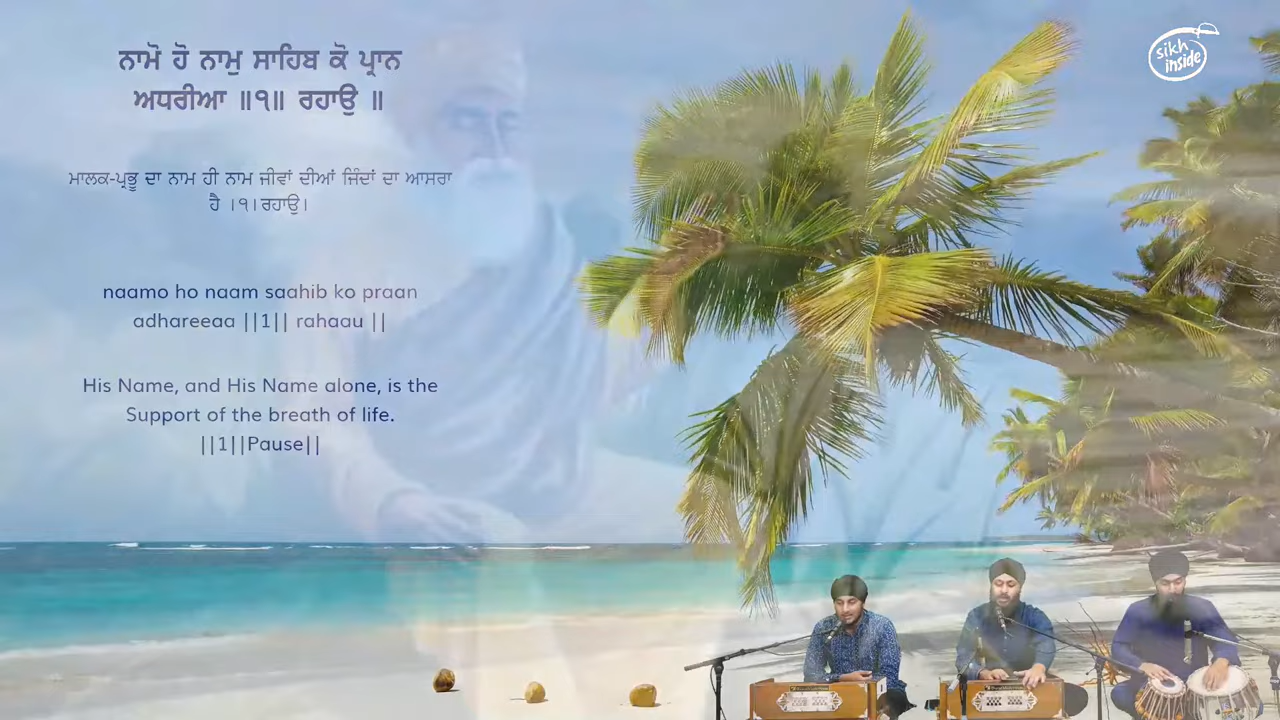 ਨਾਮੋ ਹੋ ਨਾਮੁ ਸਾਹਿਬ ਕੋ ਪ੍ਰਾਨ
ਅਧਰੀਆ ॥੧॥ ਰਹਾਉ ॥
ਮਾਲਕ-ਪ੍ਰਭੂ ਦਾ ਨਾਮ ਹੀ ਨਾਮ ਜੀਵਾਂ ਦੀਆਂ ਜ਼ਿੰਦਾਂ ਦਾ ਆਸਰਾ
ਹੈ ।੧।ਰਹਾਉ।
naamo ho naam saahib ko praan
adhareeaa ||1|| rahaau ||
His Name, and His Name alone, is the
Support of the breath of life.
||1||Pause||
sikh
inside